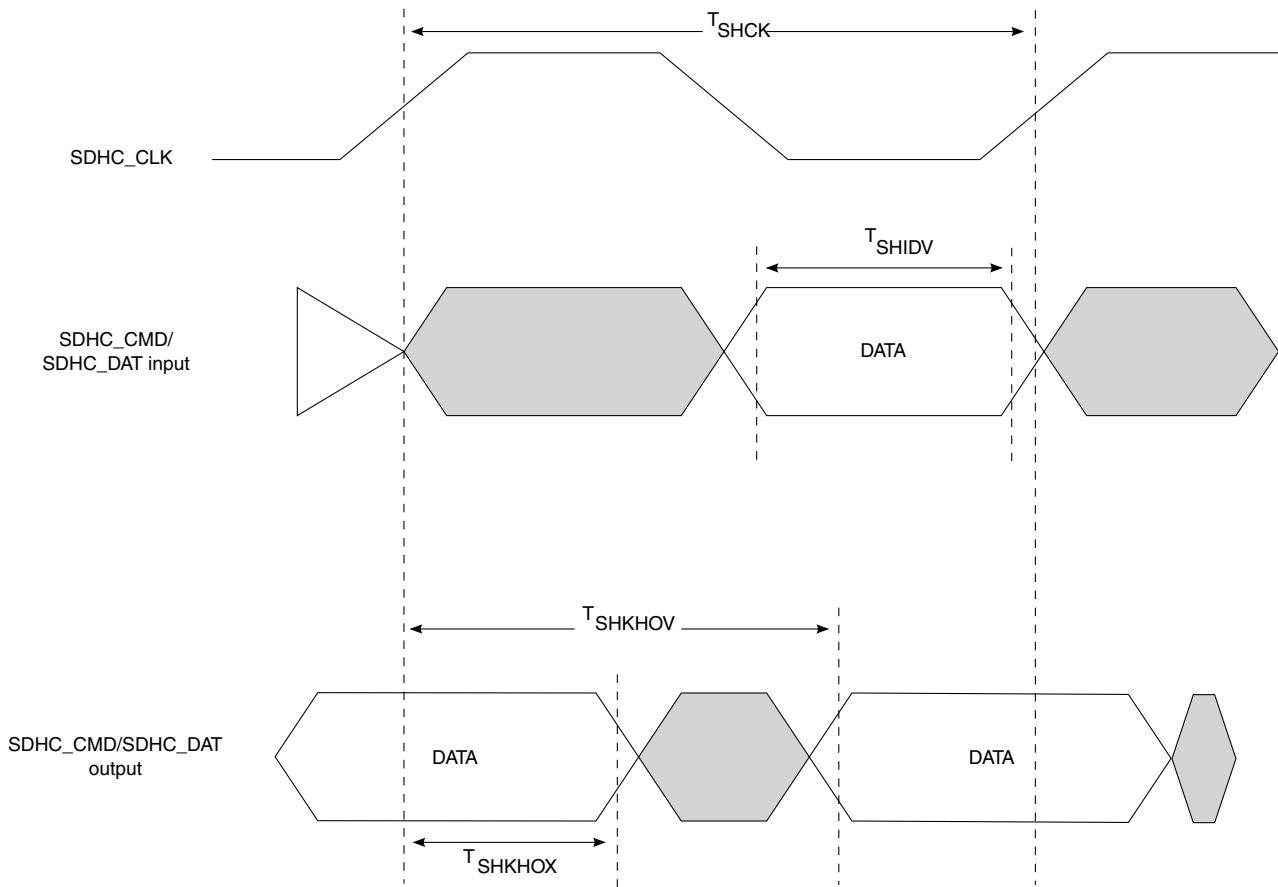 TSHCK
SDHC_CLK
TSHIDV
SDHC_CMD/
SDHC_DAT input
DATA
TSHKHOV
SDHC_CMD/SDHC_DAT
output
DATA
DATA
TSHKHOX